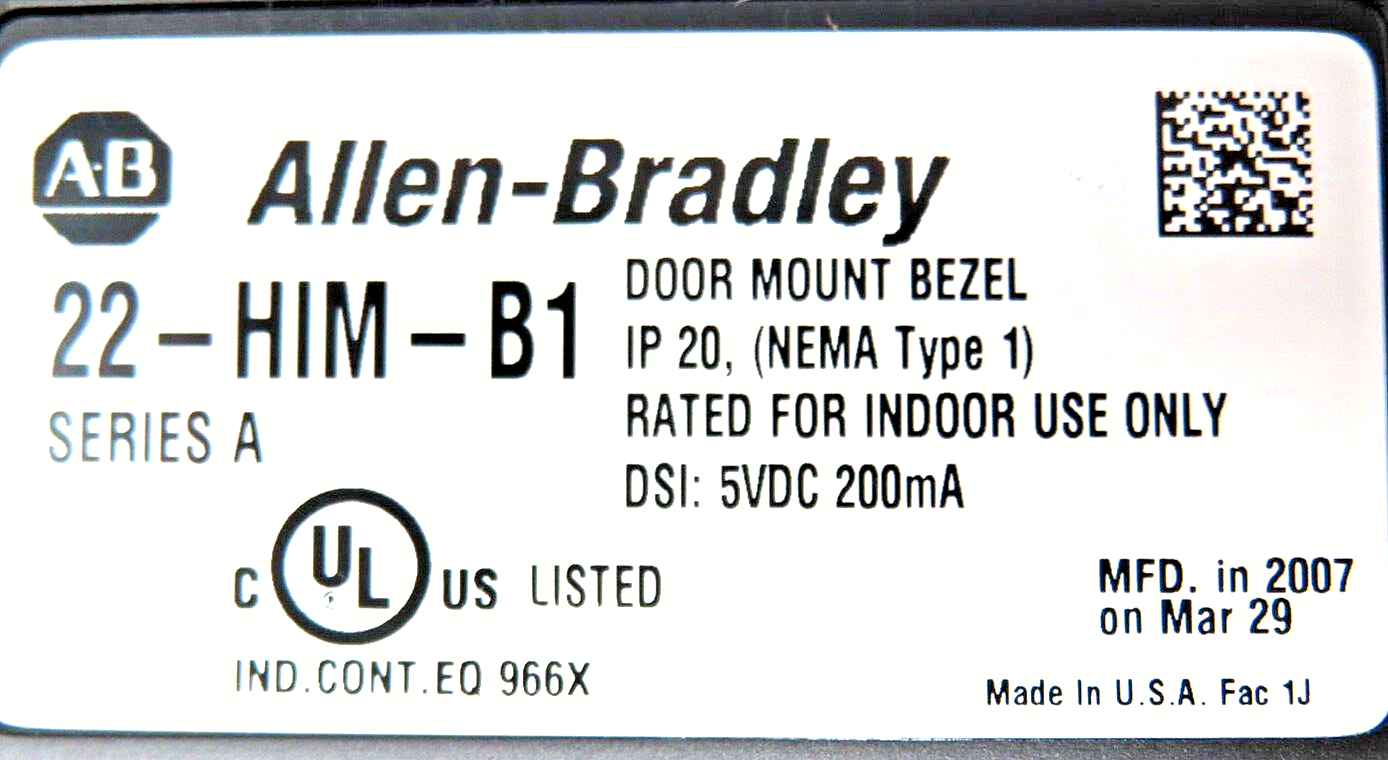 A·B Allen-Bradley
22-HIM-B1
SERIES A
DOOR MOUNT BEZEL
IP 20, (NEMA Type 1)
RATED FOR INDOOR USE ONLY
DSI: 5VDC 200mA
C UL US LISTED
IND.CONT.EQ 966X
MFD. in 2007
on Mar 29
Made In U.S.A. Fac 1J